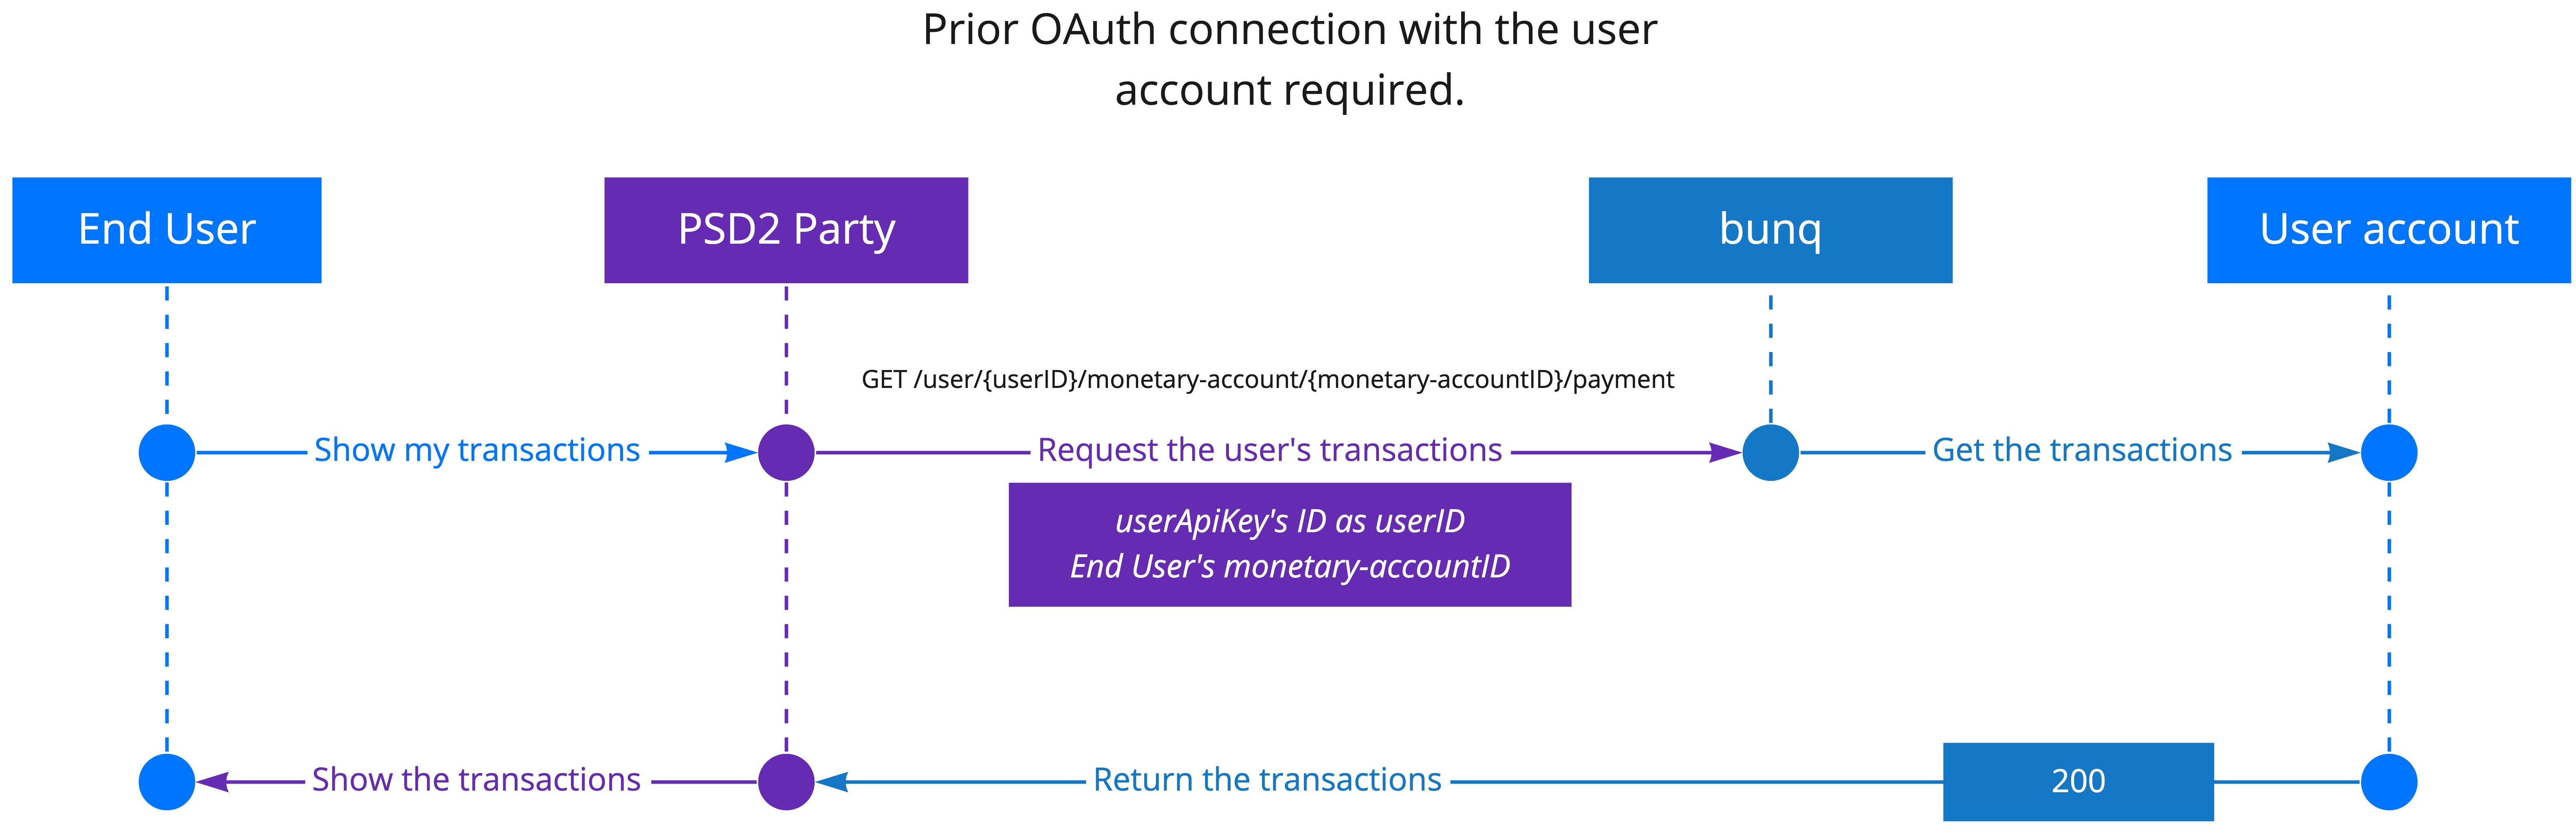 Prior OAuth connection with the user
account required.
End User
PSD2 Party
bunq
User account
GET /user/{userID}/monetary-account/{monetary-accountID}/payment
Show my transactions
Request the user's transactions
Get the transactions
userApiKey's ID as userID
End User's monetary-accountID
Show the transactions
Return the transactions
200